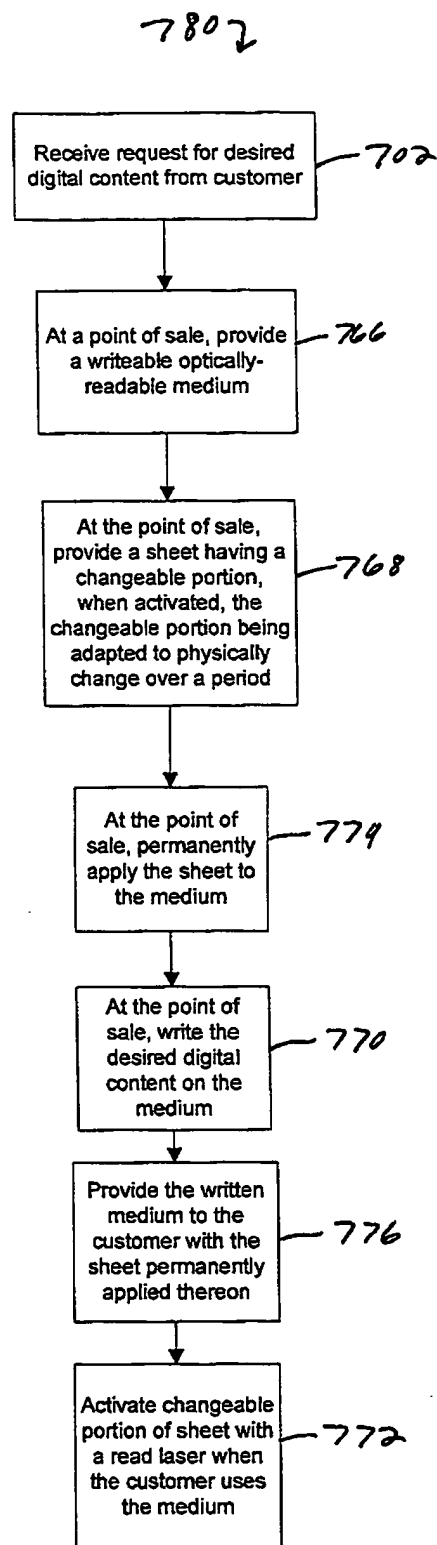 780
Receive request for desired
digital content from customer
702
At a point of sale, provide
a writeable optically-
readable medium
766
At the point of sale,
provide a sheet having a
changeable portion,
when activated, the
changeable portion being
adapted to physically
change over a period
768
At the point of
sale, permanently
apply the sheet to
the medium
774
At the point of
sale, write the
desired digital
content on the
medium
770
Provide the written
medium to the
customer with the
sheet permanently
applied thereon
776
Activate changeable
portion of sheet with
a read laser when
the customer uses
the medium
772